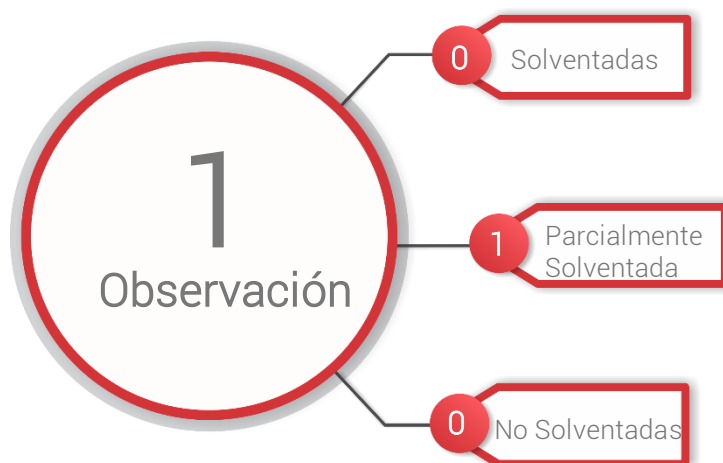 1
Observación
0
Solventadas
1
Parcialmente
Solventada
0
No Solventadas